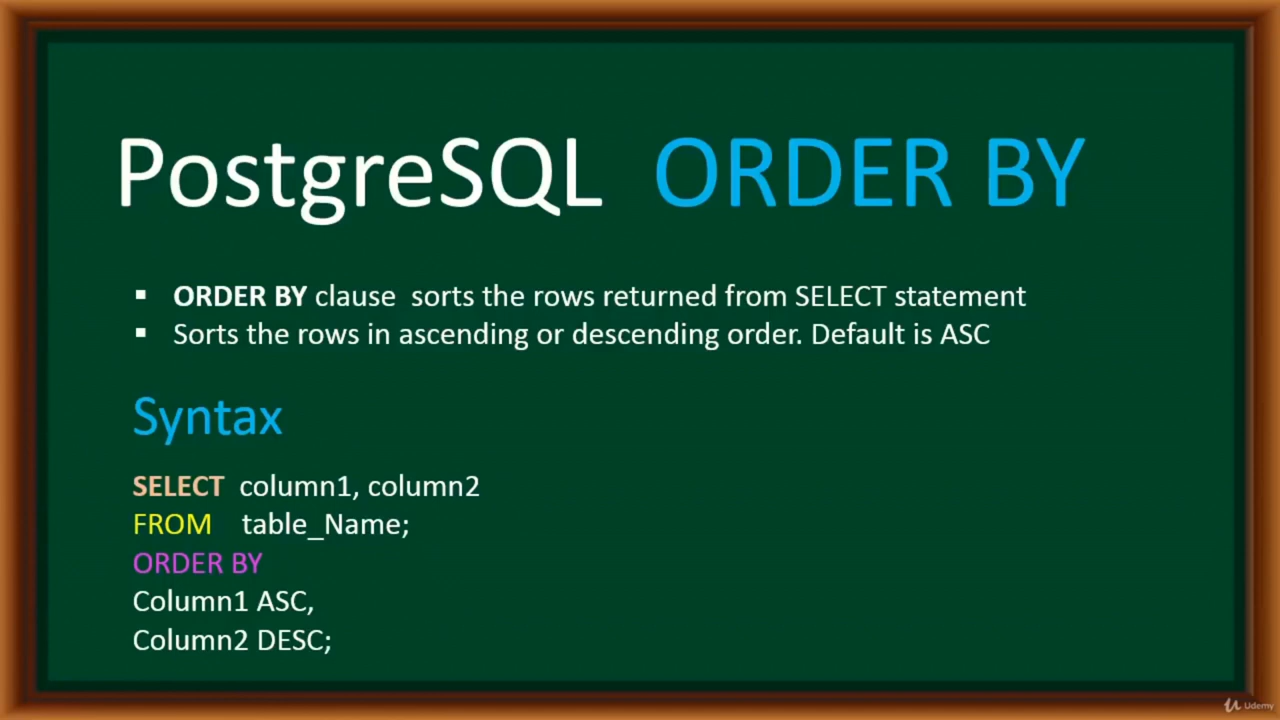 PostgreSQL ORDER BY
▪ ORDER BY clause sorts the rows returned from SELECT statement
▪ Sorts the rows in ascending or descending order. Default is ASC
Syntax
SELECT column1, column2
FROM table_Name;
ORDER BY
Column1 ASC,
Column2 DESC;
Udemy